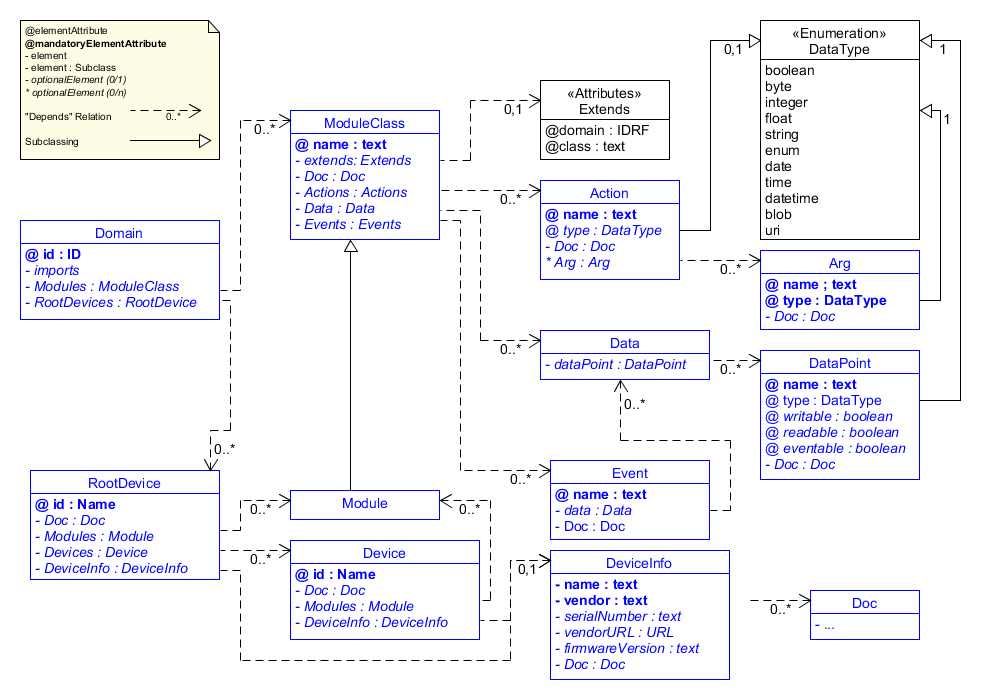 @elementAttribute
@mandatoryElementAttribute
- element
- element : Subclass
- optionalElement (0/1)
* optionalElement (0/n)
"Depends" Relation
0..*
Subclassing
ModuleClass
@ name : text
- extends: Extends
- Doc : Doc
- Actions : Actions
- Data : Data
- Events : Events
0..*
0,1
«Attributes»
Extends
@domain : IDRF
@class : text
«Enumeration»
DataType
boolean
byte
integer
float
string
enum
date
time
datetime
blob
uri
0,1
1
1
Domain
@ id : ID
- imports
- Modules : ModuleClass
- RootDevices : RootDevice
0..*
Action
@ name : text
@ type : DataType
- Doc : Doc
* Arg : Arg
0..*
0..*
Arg
@ name ; text
@ type : DataType
- Doc : Doc
Data
- dataPoint : DataPoint
0..*
0..*
0..*
DataPoint
@ name : text
@ type : DataType
@ writable : boolean
@ readable : boolean
@ eventable : boolean
- Doc : Doc
RootDevice
@ id : Name
- Doc : Doc
- Modules : Module
- Devices : Device
- DeviceInfo : DeviceInfo
0..*
0..*
Module
0..*
Event
@ name : text
- data : Data
- Doc : Doc
0..*
Device
@ id : Name
- Doc : Doc
- Modules : Module
- DeviceInfo : DeviceInfo
0,1
DeviceInfo
- name : text
- vendor : text
- serialNumber : text
- vendorURL : URL
- firmwareVersion : text
- Doc : Doc
0..*
Doc
- ...